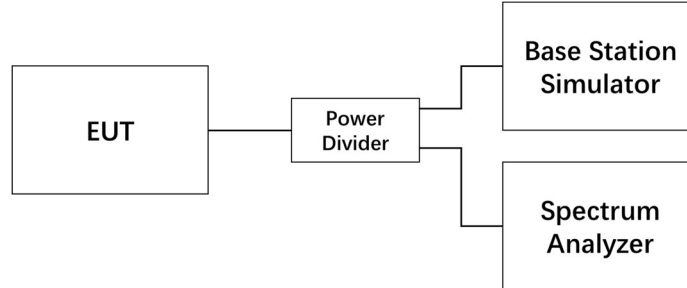 EUT
Power
Divider
Base Station
Simulator
Spectrum
Analyzer